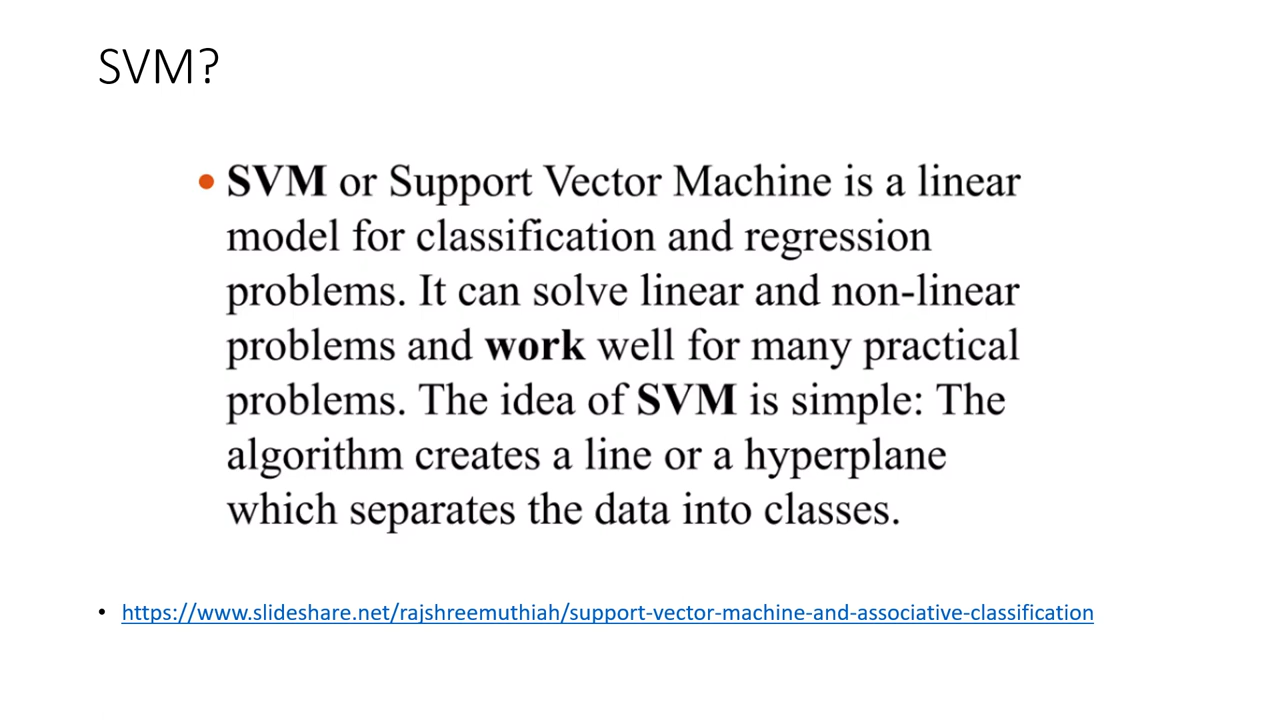 SVM?
• SVM or Support Vector Machine is a linear
model for classification and regression
problems. It can solve linear and non-linear
problems and work well for many practical
problems. The idea of SVM is simple: The
algorithm creates a line or a hyperplane
which separates the data into classes.
• https://www.slideshare.net/rajshreemuthiah/support-vector-machine-and-associative-classification